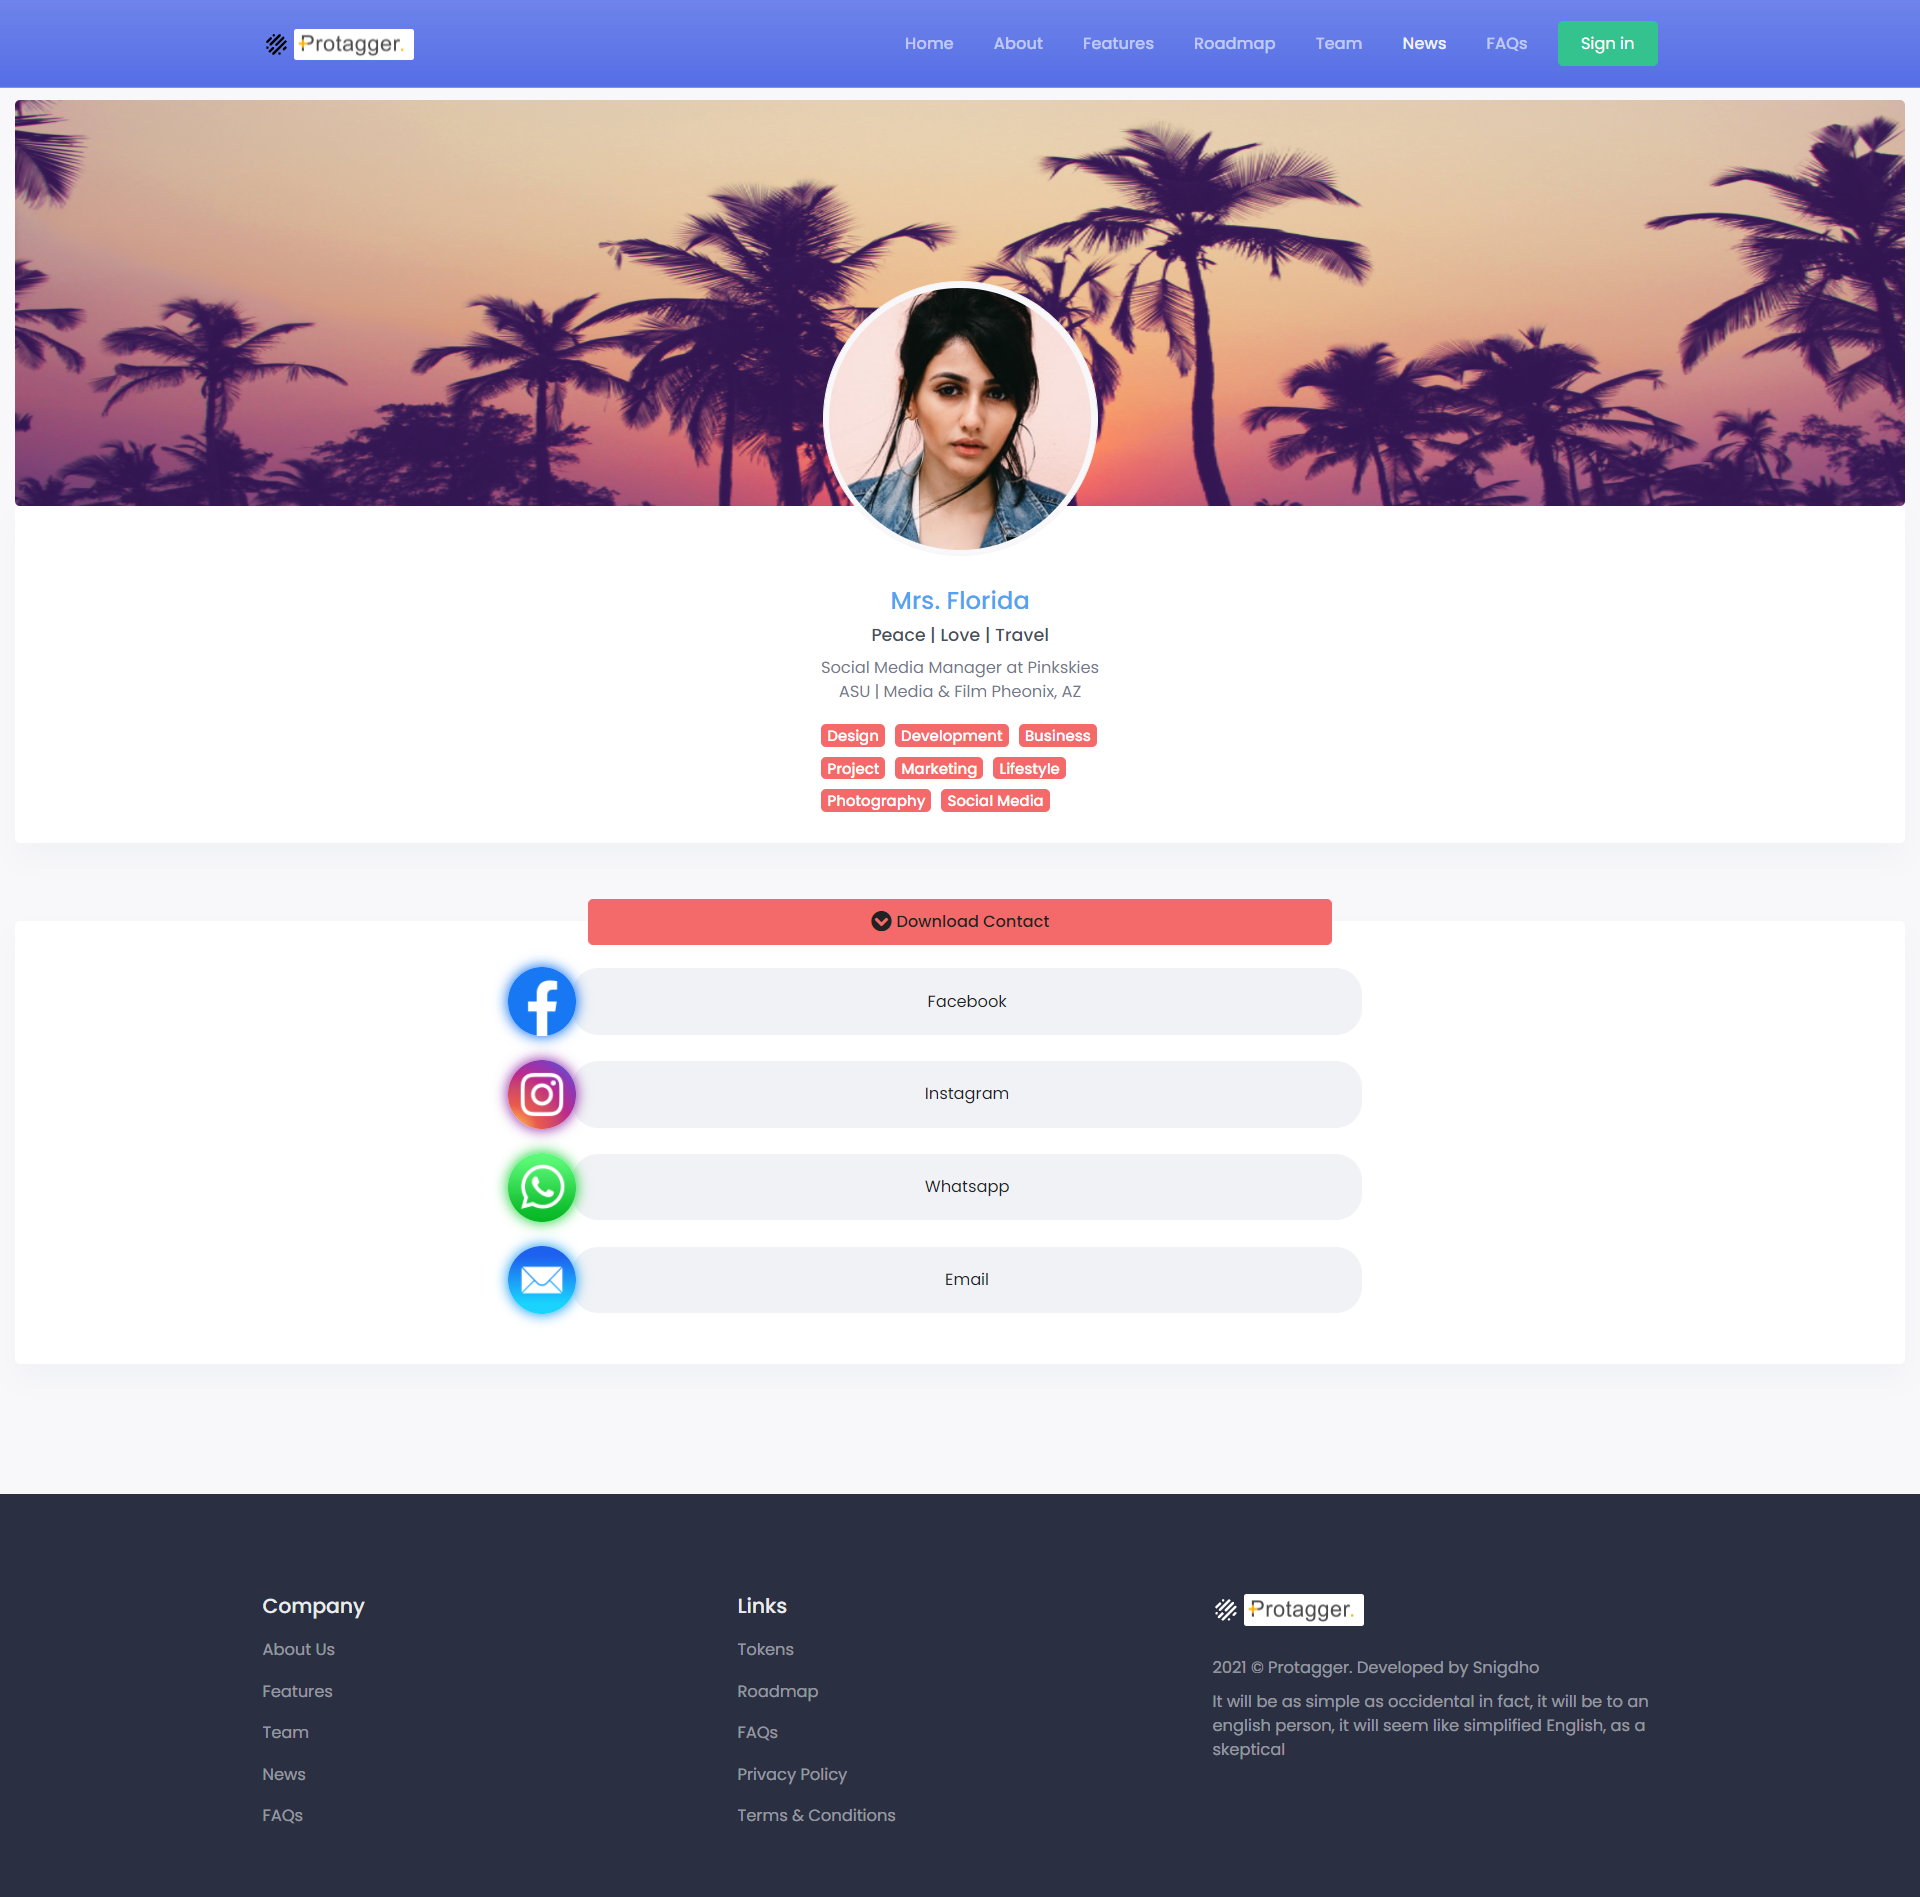 Protagger.
Home About Features Roadmap Team News FAQs Sign in
Mrs. Florida
Peace | Love | Travel
Social Media Manager at Pinkskies
ASU | Media & Film Pheonix, AZ
Design Development Business
Project Marketing Lifestyle
Photography Social Media
Download Contact
Facebook
Instagram
Whatsapp
Email
Company
About Us
Features
Team
News
FAQs
Links
Tokens
Roadmap
FAQs
Privacy Policy
Terms & Conditions
Protagger.
2021 © Protagger. Developed by Snigdho
It will be as simple as occidental in fact, it will be to an
english person, it will seem like simplified English, as a
skeptical